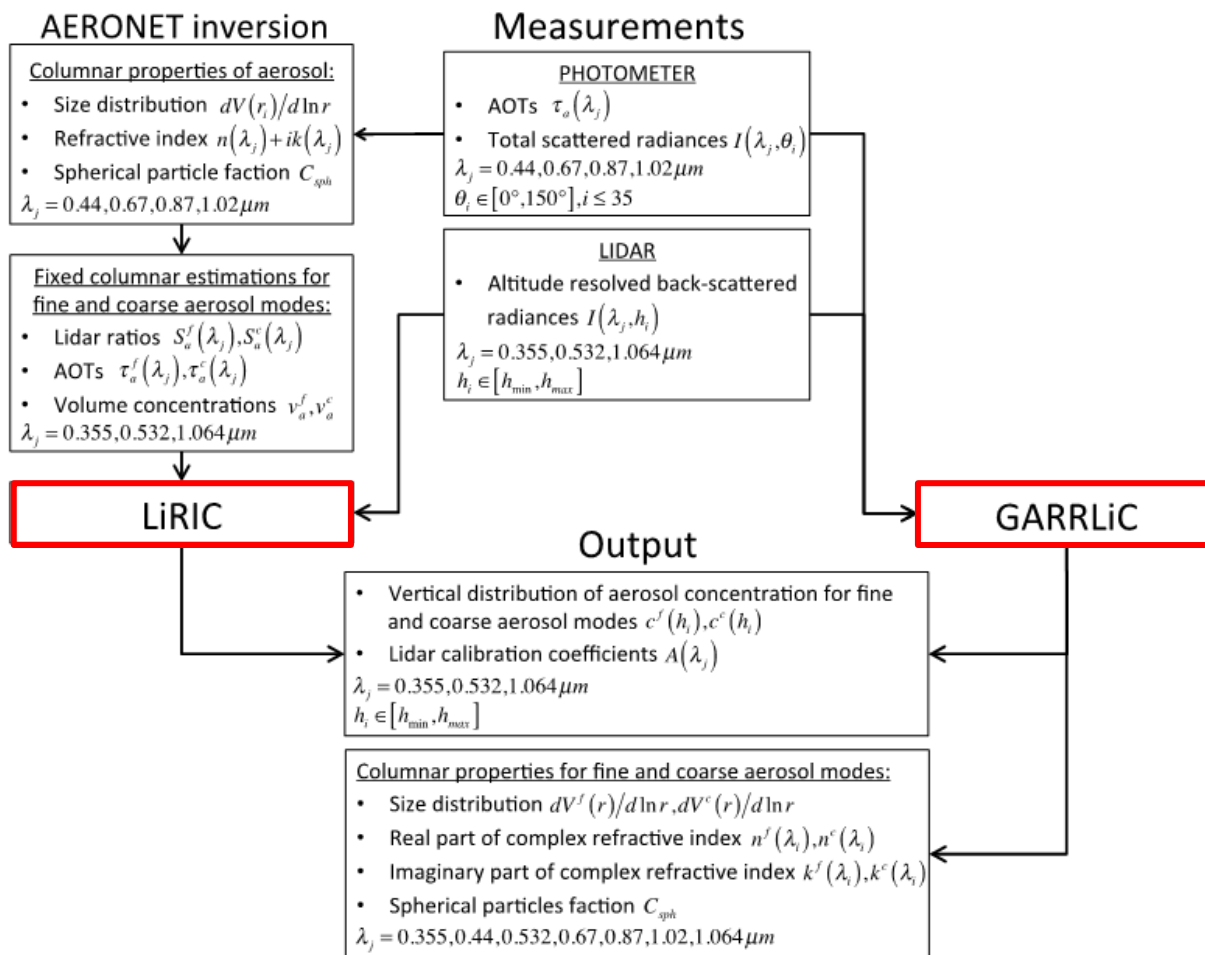 AERONET inversion
Columnar properties of aerosol:
• Size distribution dV(r_i)/d ln r
• Refractive index n(λ_j)+ik(λ_j)
• Spherical particle faction C_sph
λ_j = 0.44,0.67,0.87,1.02 μm
Fixed columnar estimations for
fine and coarse aerosol modes:
• Lidar ratios S_a^f(λ_j),S_a^c(λ_j)
• AOTs τ_a^f(λ_j),τ_a^c(λ_j)
• Volume concentrations v_a^f,v_a^c
λ_j = 0.355,0.532,1.064 μm
LiRIC
Measurements
PHOTOMETER
• AOTs τ_a(λ_j)
• Total scattered radiances I(λ_j,θ_i)
λ_j = 0.44,0.67,0.87,1.02 μm
θ_i ∈ [0°,150°],i ≤ 35
LIDAR
• Altitude resolved back-scattered
radiances I(λ_j,h_i)
λ_j = 0.355,0.532,1.064 μm
h_i ∈ [h_min,h_max]
GARRLiC
Output
• Vertical distribution of aerosol concentration for fine
and coarse aerosol modes c^f(h_i),c^c(h_i)
• Lidar calibration coefficients A(λ_j)
λ_j = 0.355,0.532,1.064 μm
h_i ∈ [h_min,h_max]
Columnar properties for fine and coarse aerosol modes:
• Size distribution dV^f(r)/d ln r,dV^c(r)/d ln r
• Real part of complex refractive index n^f(λ_i),n^c(λ_i)
• Imaginary part of complex refractive index k^f(λ_i),k^c(λ_i)
• Spherical particles faction C_sph
λ_j = 0.355,0.44,0.532,0.67,0.87,1.02,1.064 μm